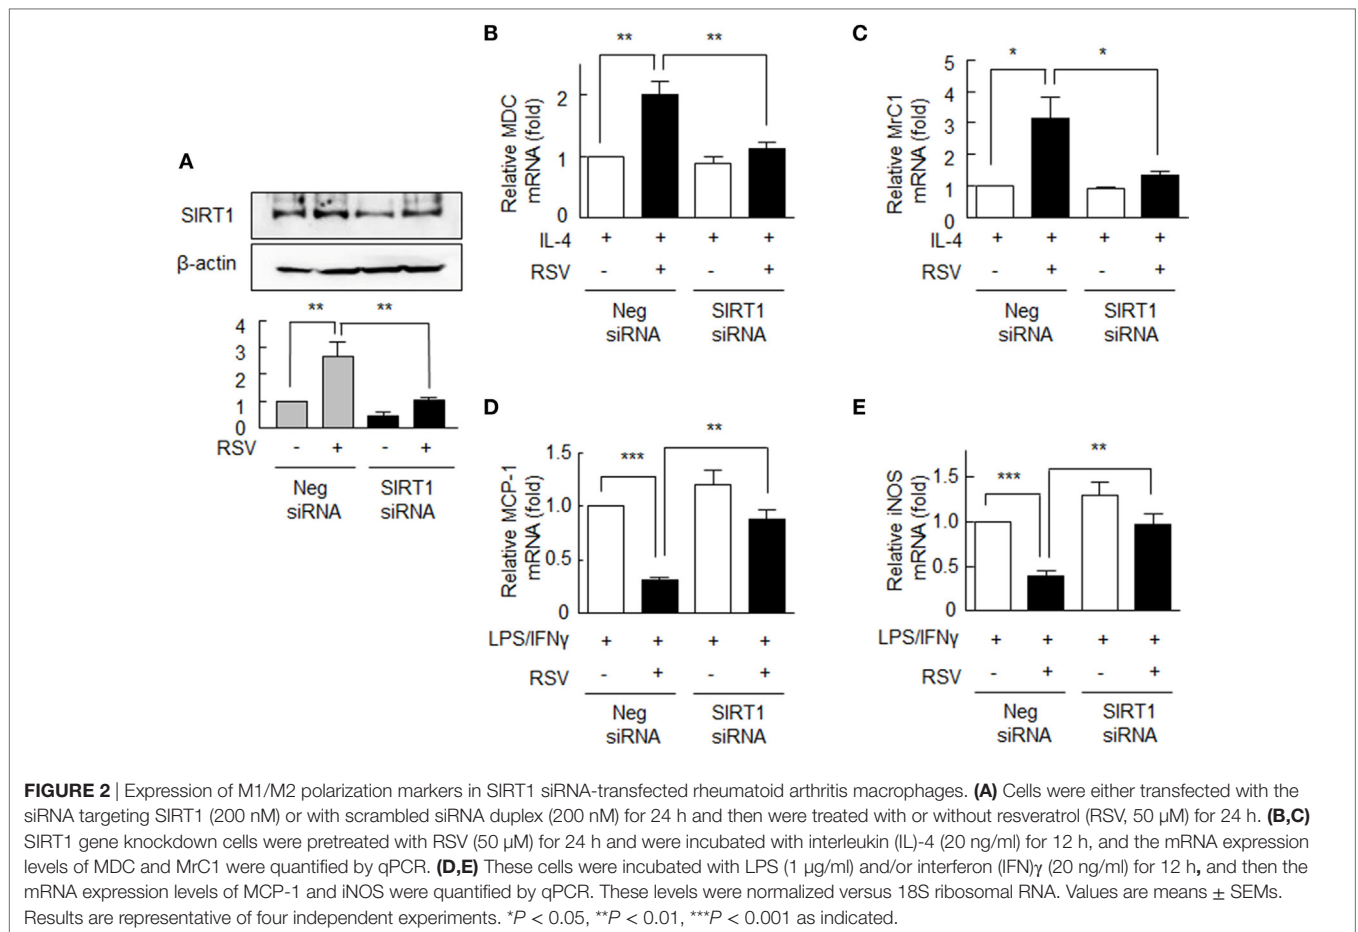 A
SIRT1
β-actin
** **
4
3
2
1
0
RSV - + - +
Neg siRNA
SIRT1 siRNA
B
** **
Relative MDC
mRNA (fold)
2
1
0
IL-4 + + + +
RSV - + - +
Neg siRNA
SIRT1 siRNA
C
* *
Relative MrC1
mRNA (fold)
5
4
3
2
1
0
IL-4 + + + +
RSV - + - +
Neg siRNA
SIRT1 siRNA
D
*** **
Relative MCP-1
mRNA (fold)
1.5
1.0
0.5
0
LPS/IFNγ + + + +
RSV - + - +
Neg siRNA
SIRT1 siRNA
E
*** **
Relative iNOS
mRNA (fold)
1.5
1.0
0.5
0
LPS/IFNγ + + + +
RSV - + - +
Neg siRNA
SIRT1 siRNA
FIGURE 2 | Expression of M1/M2 polarization markers in SIRT1 siRNA-transfected rheumatoid arthritis macrophages. (A) Cells were either transfected with the
siRNA targeting SIRT1 (200 nM) or with scrambled siRNA duplex (200 nM) for 24 h and then were treated with or without resveratrol (RSV, 50 µM) for 24 h. (B,C)
SIRT1 gene knockdown cells were pretreated with RSV (50 µM) for 24 h and were incubated with interleukin (IL)-4 (20 ng/ml) for 12 h, and the mRNA expression
levels of MDC and MrC1 were quantified by qPCR. (D,E) These cells were incubated with LPS (1 µg/ml) and/or interferon (IFN)γ (20 ng/ml) for 12 h, and then the
mRNA expression levels of MCP-1 and iNOS were quantified by qPCR. These levels were normalized versus 18S ribosomal RNA. Values are means ± SEMs.
Results are representative of four independent experiments. *P < 0.05, **P < 0.01, ***P < 0.001 as indicated.